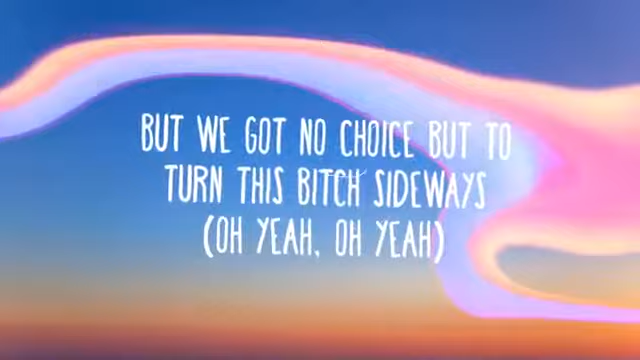 BUT WE GOT NO CHOICE BUT TO
TURN THIS BITCH SIDEWAYS
(OH YEAH, OH YEAH)